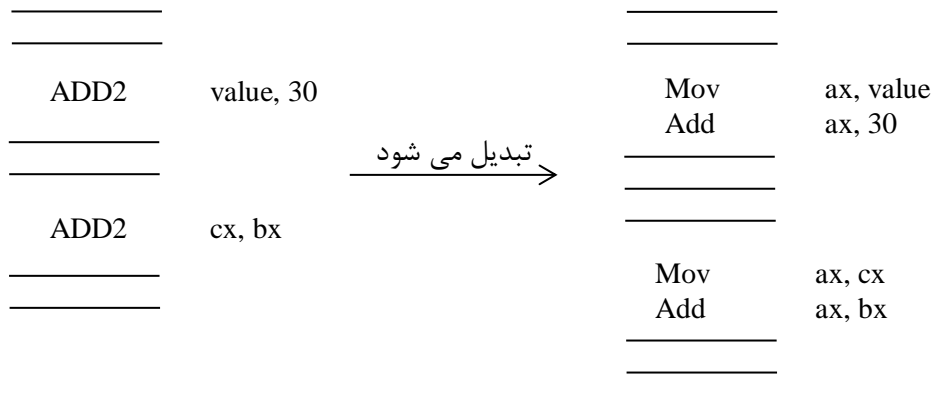 ADD2 value, 30
ADD2 cx, bx
تبدیل می شود
Mov ax, value
Add ax, 30
Mov ax, cx
Add ax, bx